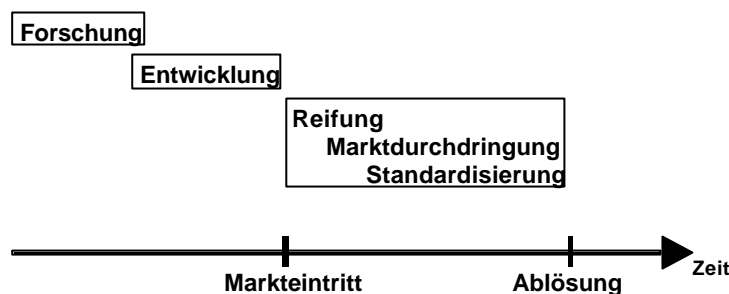 Forschung
Entwicklung
Reifung
Marktdurchdringung
Standardisierung
Zeit
Markteintritt
Ablösung